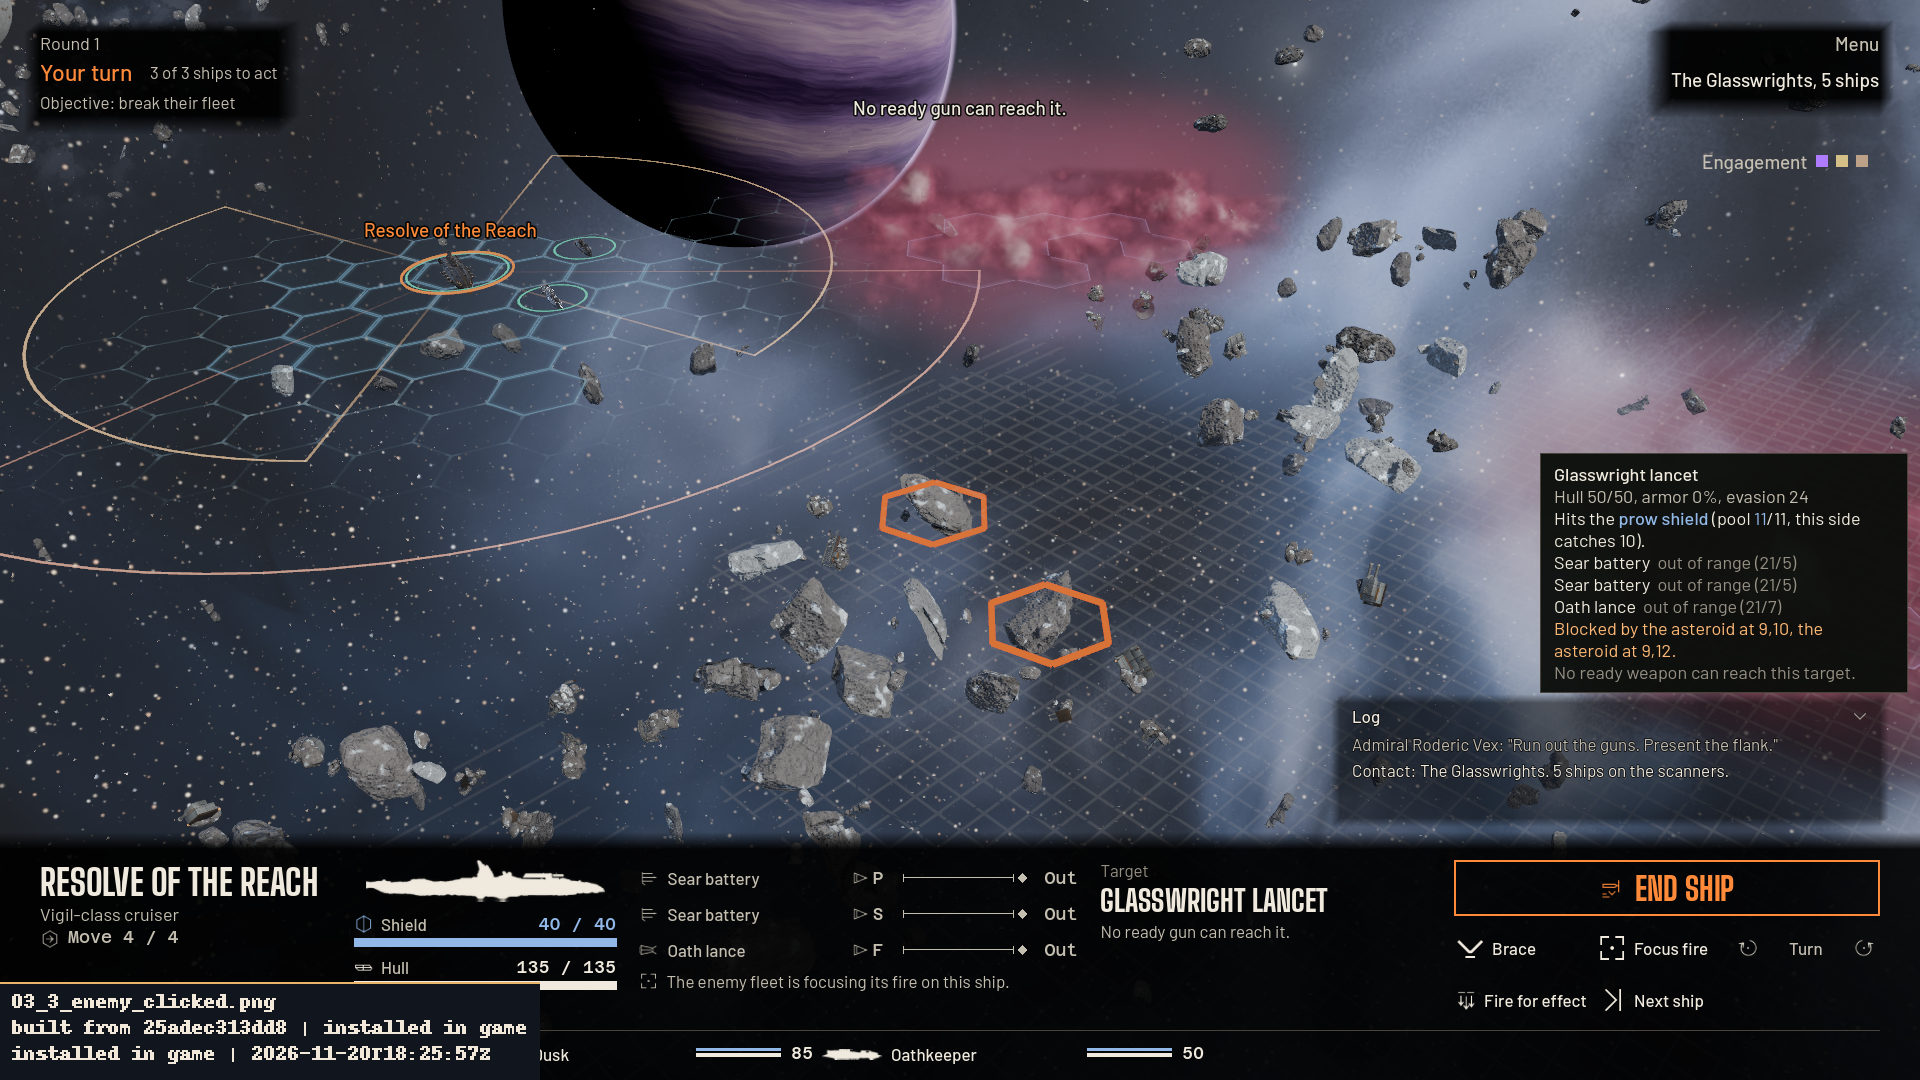 Round 1
Your turn 3 of 3 ships to act
Objective: break their fleet
Menu
The Glasswrights, 5 ships
No ready gun can reach it.
Engagement
Resolve of the Reach
Glasswright lancet
Hull 50/50, armor 0%, evasion 24
Hits the prow shield (pool 11/11, this side
catches 10).
Sear battery out of range (21/5)
Sear battery out of range (21/5)
Oath lance out of range (21/7)
Blocked by the asteroid at 9,10, the
asteroid at 9,12.
No ready weapon can reach this target.
Log
Admiral Roderic Vex: "Run out the guns. Present the flank."
Contact: The Glasswrights. 5 ships on the scanners.
RESOLVE OF THE REACH
Vigil-class cruiser
Move 4 / 4
Shield 40 / 40
Hull 135 / 135
Sear battery P Out
Sear battery S Out
Oath lance F Out
The enemy fleet is focusing its fire on this ship.
Target
GLASSWRIGHT LANCET
No ready gun can reach it.
END SHIP
Brace Focus fire Turn
Fire for effect Next ship
03_3_enemy_clicked.png
built from 25adec313dd8 | installed in game
installed in game | 2026-11-20T18:25:57Z
Dusk 85 Oathkeeper 50